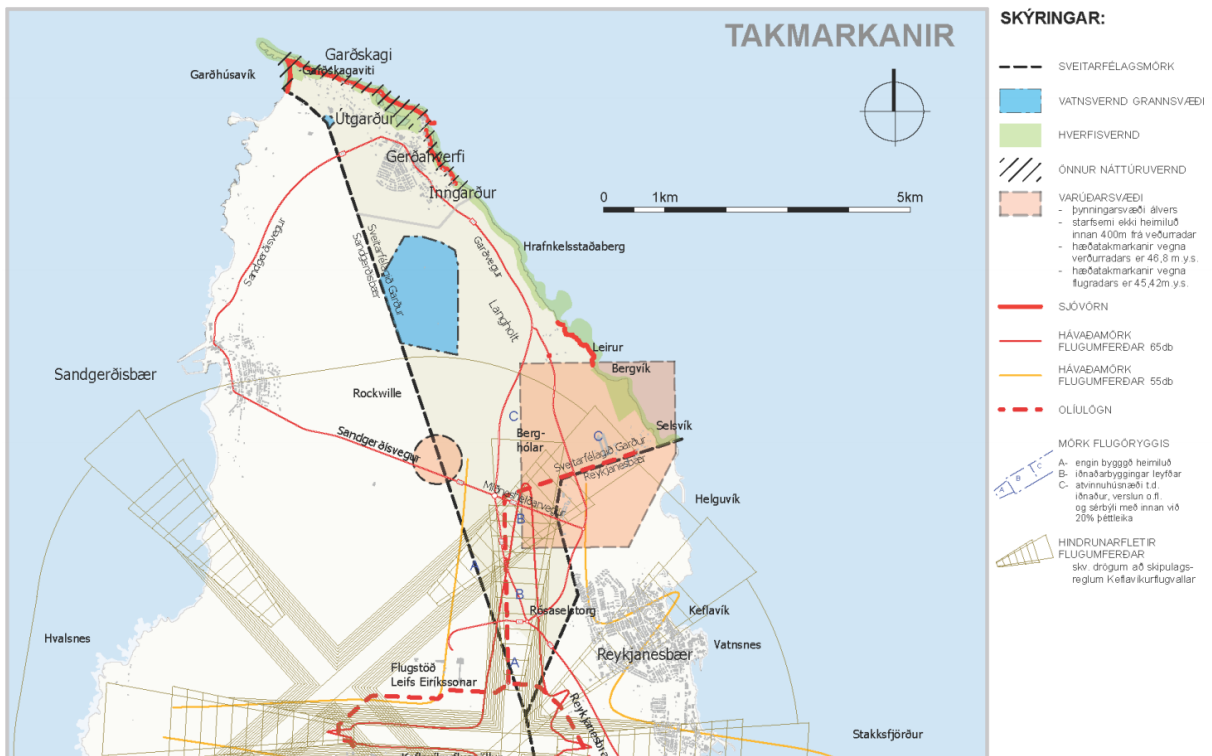 TAKMARKANIR
Garðskagi
Garðskagaviti
Garðhúsavík
Útgarður
Gerðahverfi
Inngarður
0 1km 5km
Hrafnkelsstaðaberg
Sandgerðisvegur
Sveitarfélagið Garður
Sandgerðisbær
Garðvegur
Langholt
Leirur
Bergvík
Sandgerðisbær
Rockwille
C
Berg-
hólar
C
Selsvík
Sandgerðisvegur
Sveitarfélagið Garður
Reykjanesbær
Miðnesheiðarvegur
Helguvík
B
A
B
Rósaselstorg
Keflavík
Hvalsnes
Vatnsnes
Reykjanesbær
Flugstöð
Leifs Eiríkssonar
A
Stakksfjörður
SKÝRINGAR:
SVEITARFÉLAGSMÖRK
VATNSVERND GRANNSVÆÐI
HVERFISVERND
ÖNNUR NÁTTÚRUVERND
VARÚÐARSVÆÐI
- þynningarsvæði álvers
- starfsemi ekki heimiluð
innan 400m frá veðurradar
- hæðatakmarkanir vegna
verðurradars er 46,8 m y.s.
- hæðatakmarkanir vegna
flugradars er 45,42m y.s.
SJÓVÖRN
HÁVAÐAMÖRK
FLUGUMFERÐAR 65db
HÁVAÐAMÖRK
FLUGUMFERÐAR 55db
OLÍULÖGN
MÖRK FLUGÖRYGGIS
A B C
A- engin bygggð heimiluð
B- iðnaðarbyggingar leyfðar
C- atvinnuhúsnæði t.d.
iðnaður, verslun o.fl.
og sérbýli með innan við
20% þéttleika
HINDRUNARFLETIR
FLUGUMFERÐAR
skv. drögum að skipulags-
reglum Keflavíkurflugvallar